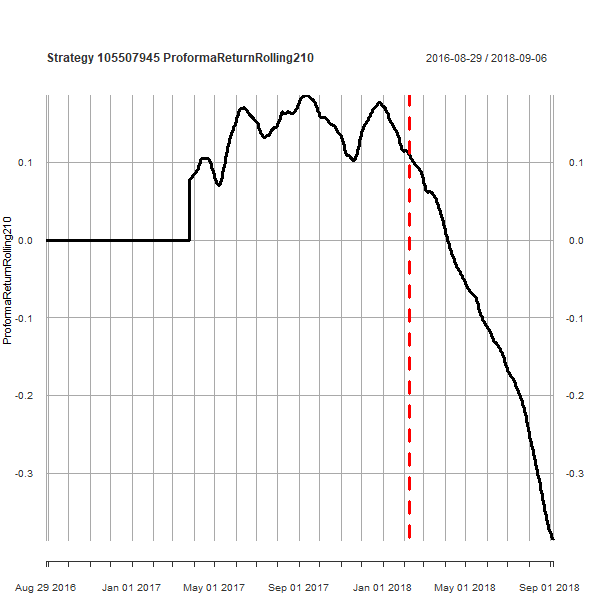 Strategy 105507945 ProformaReturnRolling210
2016-08-29 / 2018-09-06
ProformaReturnRolling210
0.1 0.1
0.0 0.0
-0.1 -0.1
-0.2 -0.2
-0.3 -0.3
Aug 29 2016 Jan 01 2017 May 01 2017 Sep 01 2017 Jan 01 2018 May 01 2018 Sep 01 2018